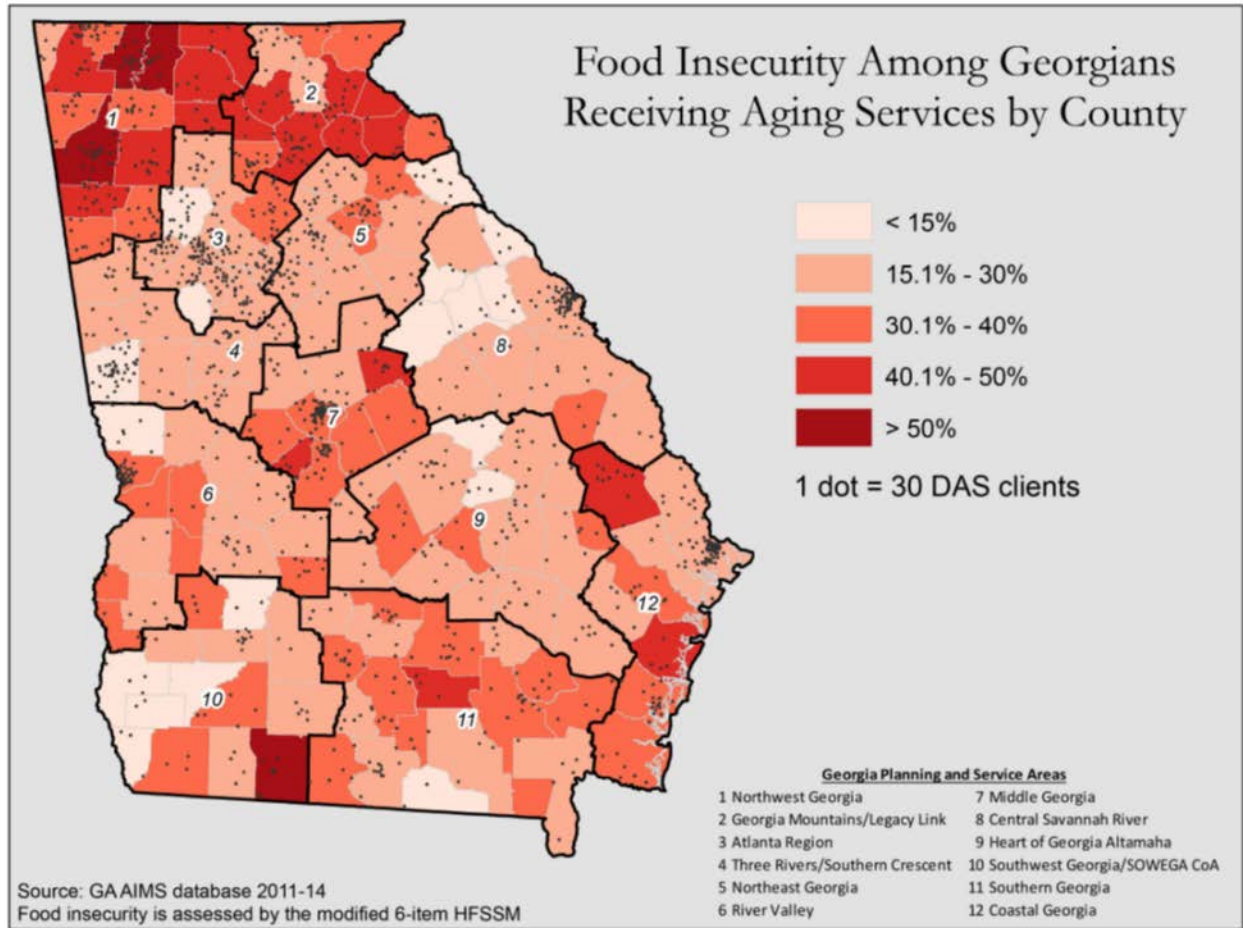 Food Insecurity Among Georgians
Receiving Aging Services by County
< 15%
15.1% - 30%
30.1% - 40%
40.1% - 50%
> 50%
1 dot = 30 DAS clients
1
2
3
5
4
8
7
6
9
12
10
11
Georgia Planning and Service Areas
1 Northwest Georgia
2 Georgia Mountains/Legacy Link
3 Atlanta Region
4 Three Rivers/Southern Crescent
5 Northeast Georgia
6 River Valley
7 Middle Georgia
8 Central Savannah River
9 Heart of Georgia Altamaha
10 Southwest Georgia/SOWEGA CoA
11 Southern Georgia
12 Coastal Georgia
Source: GA AIMS database 2011-14
Food insecurity is assessed by the modified 6-item HFSSM